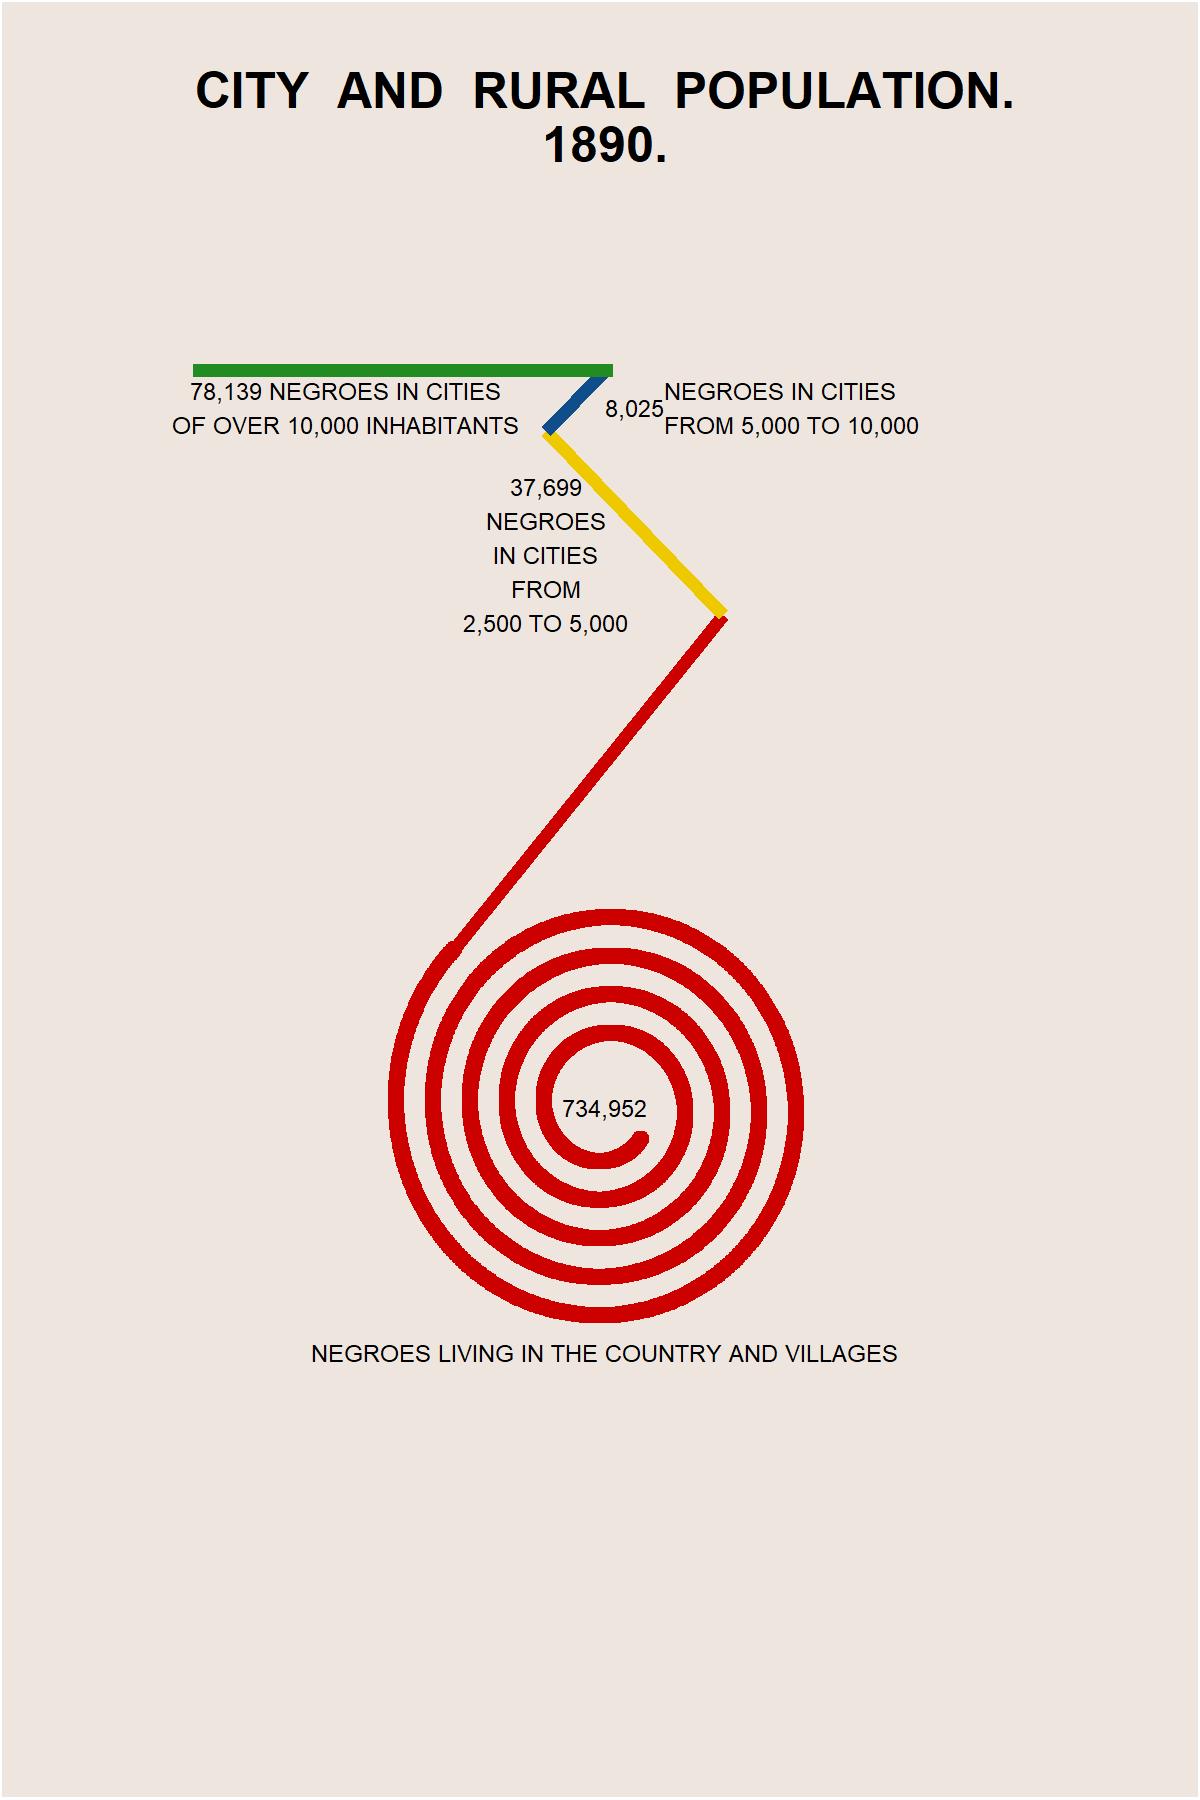 CITY AND RURAL POPULATION.
1890.
78,139 NEGROES IN CITIES
OF OVER 10,000 INHABITANTS
8,025
NEGROES IN CITIES
FROM 5,000 TO 10,000
37,699
NEGROES
IN CITIES
FROM
2,500 TO 5,000
734,952
NEGROES LIVING IN THE COUNTRY AND VILLAGES